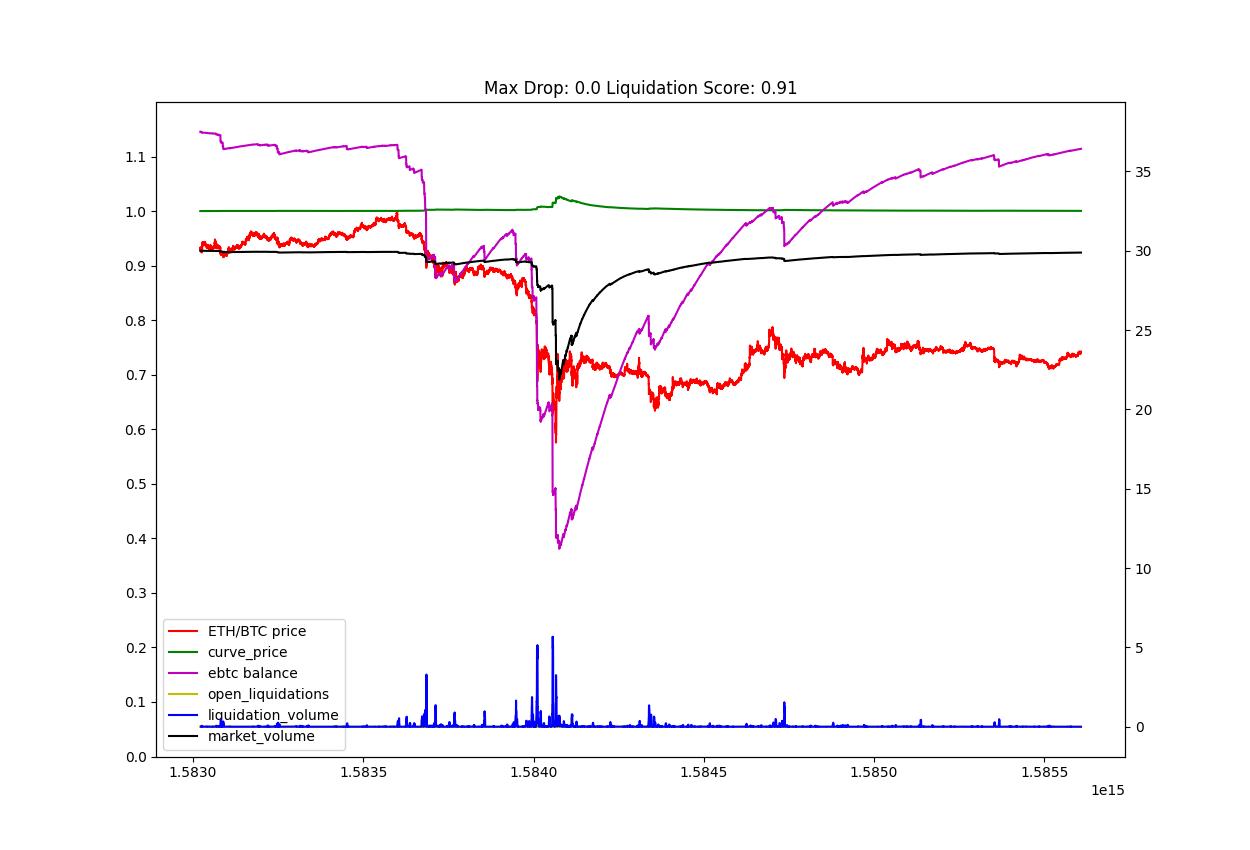 Max Drop: 0.0 Liquidation Score: 0.91
1.1
1.0
0.9
0.8
0.7
0.6
0.5
0.4
0.3
0.2
0.1
0.0
35
30
25
20
15
10
5
0
ETH/BTC price
curve_price
ebtc balance
open_liquidations
liquidation_volume
market_volume
1.5830 1.5835 1.5840 1.5845 1.5850 1.5855
1e15